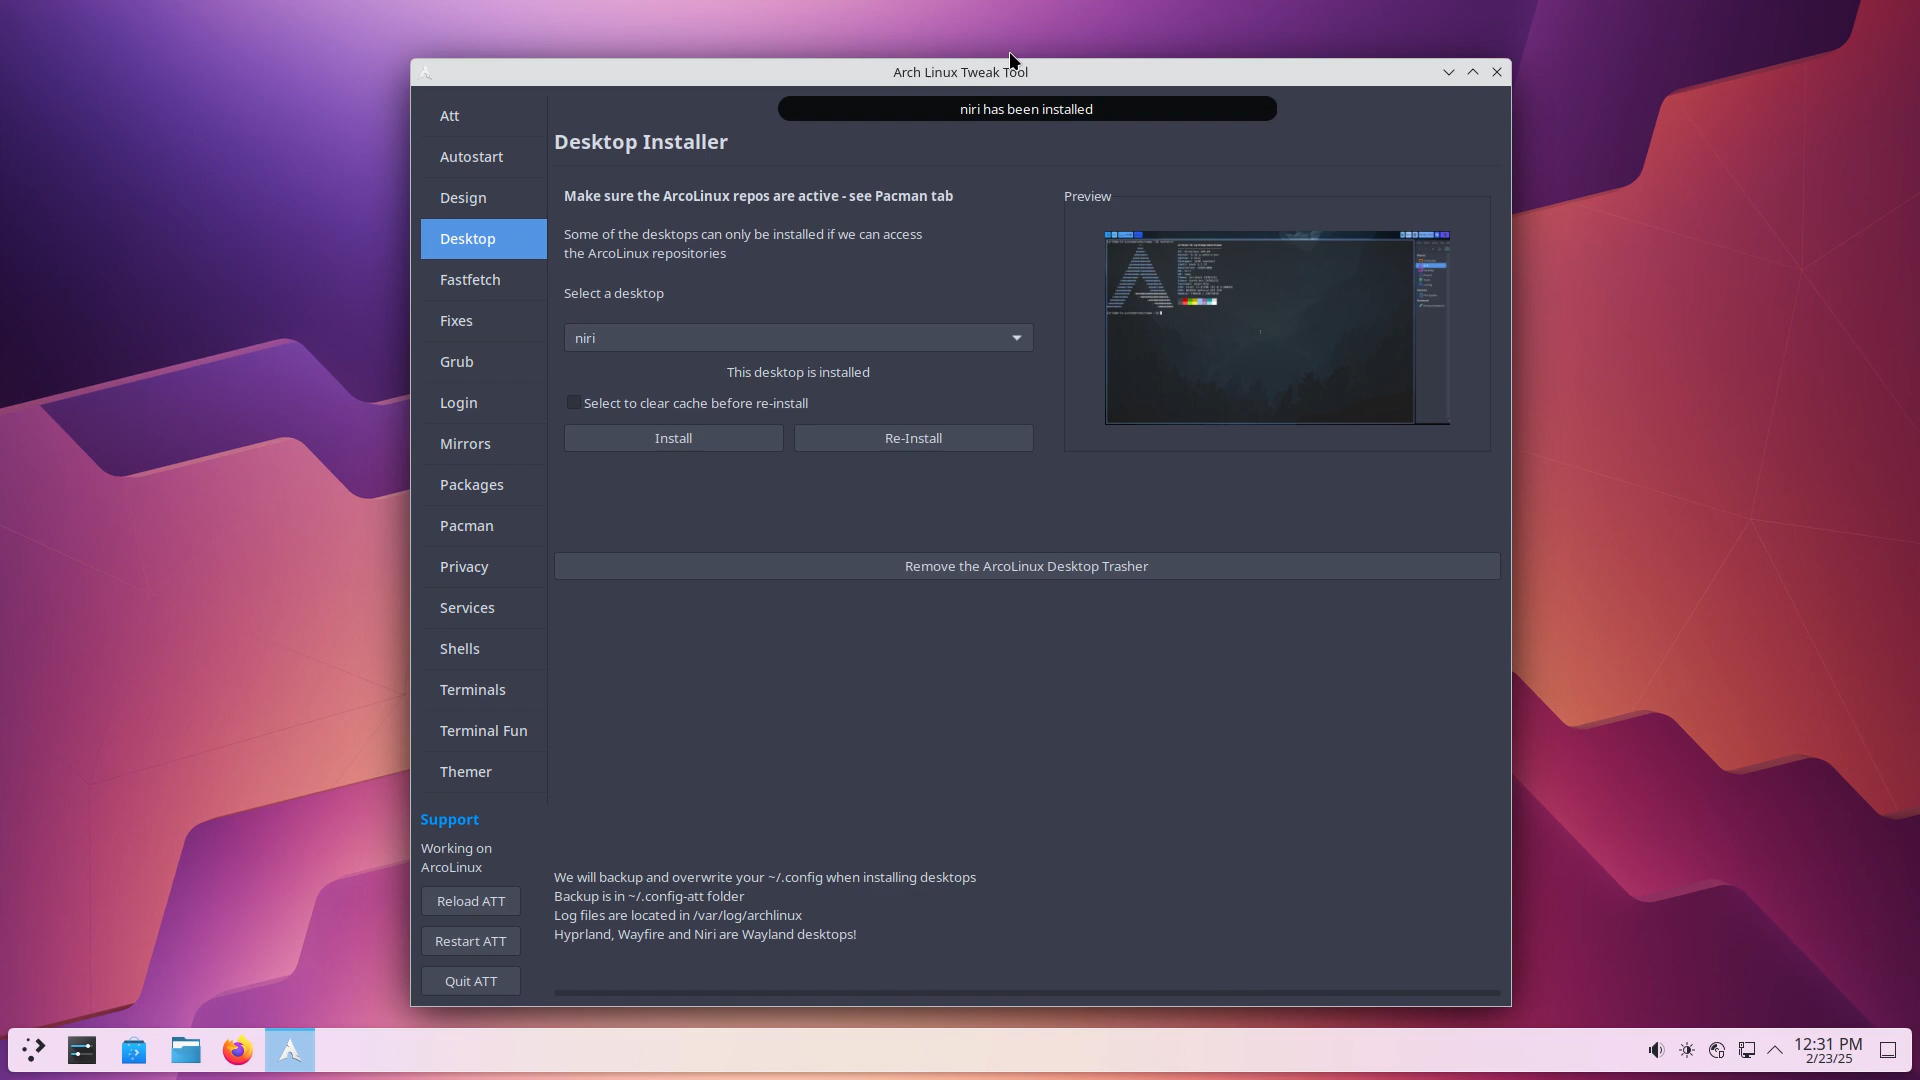 Arch Linux Tweak Tool
niri has been installed
Att
Autostart
Design
Desktop
Fastfetch
Fixes
Grub
Login
Mirrors
Packages
Pacman
Privacy
Services
Shells
Terminals
Terminal Fun
Themer
Support
Working on
ArcoLinux
Reload ATT
Restart ATT
Quit ATT
Desktop Installer
Make sure the ArcoLinux repos are active - see Pacman tab
Some of the desktops can only be installed if we can access
the ArcoLinux repositories
Select a desktop
niri
This desktop is installed
Select to clear cache before re-install
Install
Re-Install
Preview
Remove the ArcoLinux Desktop Trasher
We will backup and overwrite your ~/.config when installing desktops
Backup is in ~/.config-att folder
Log files are located in /var/log/archlinux
Hyprland, Wayfire and Niri are Wayland desktops!
12:31 PM
2/23/25